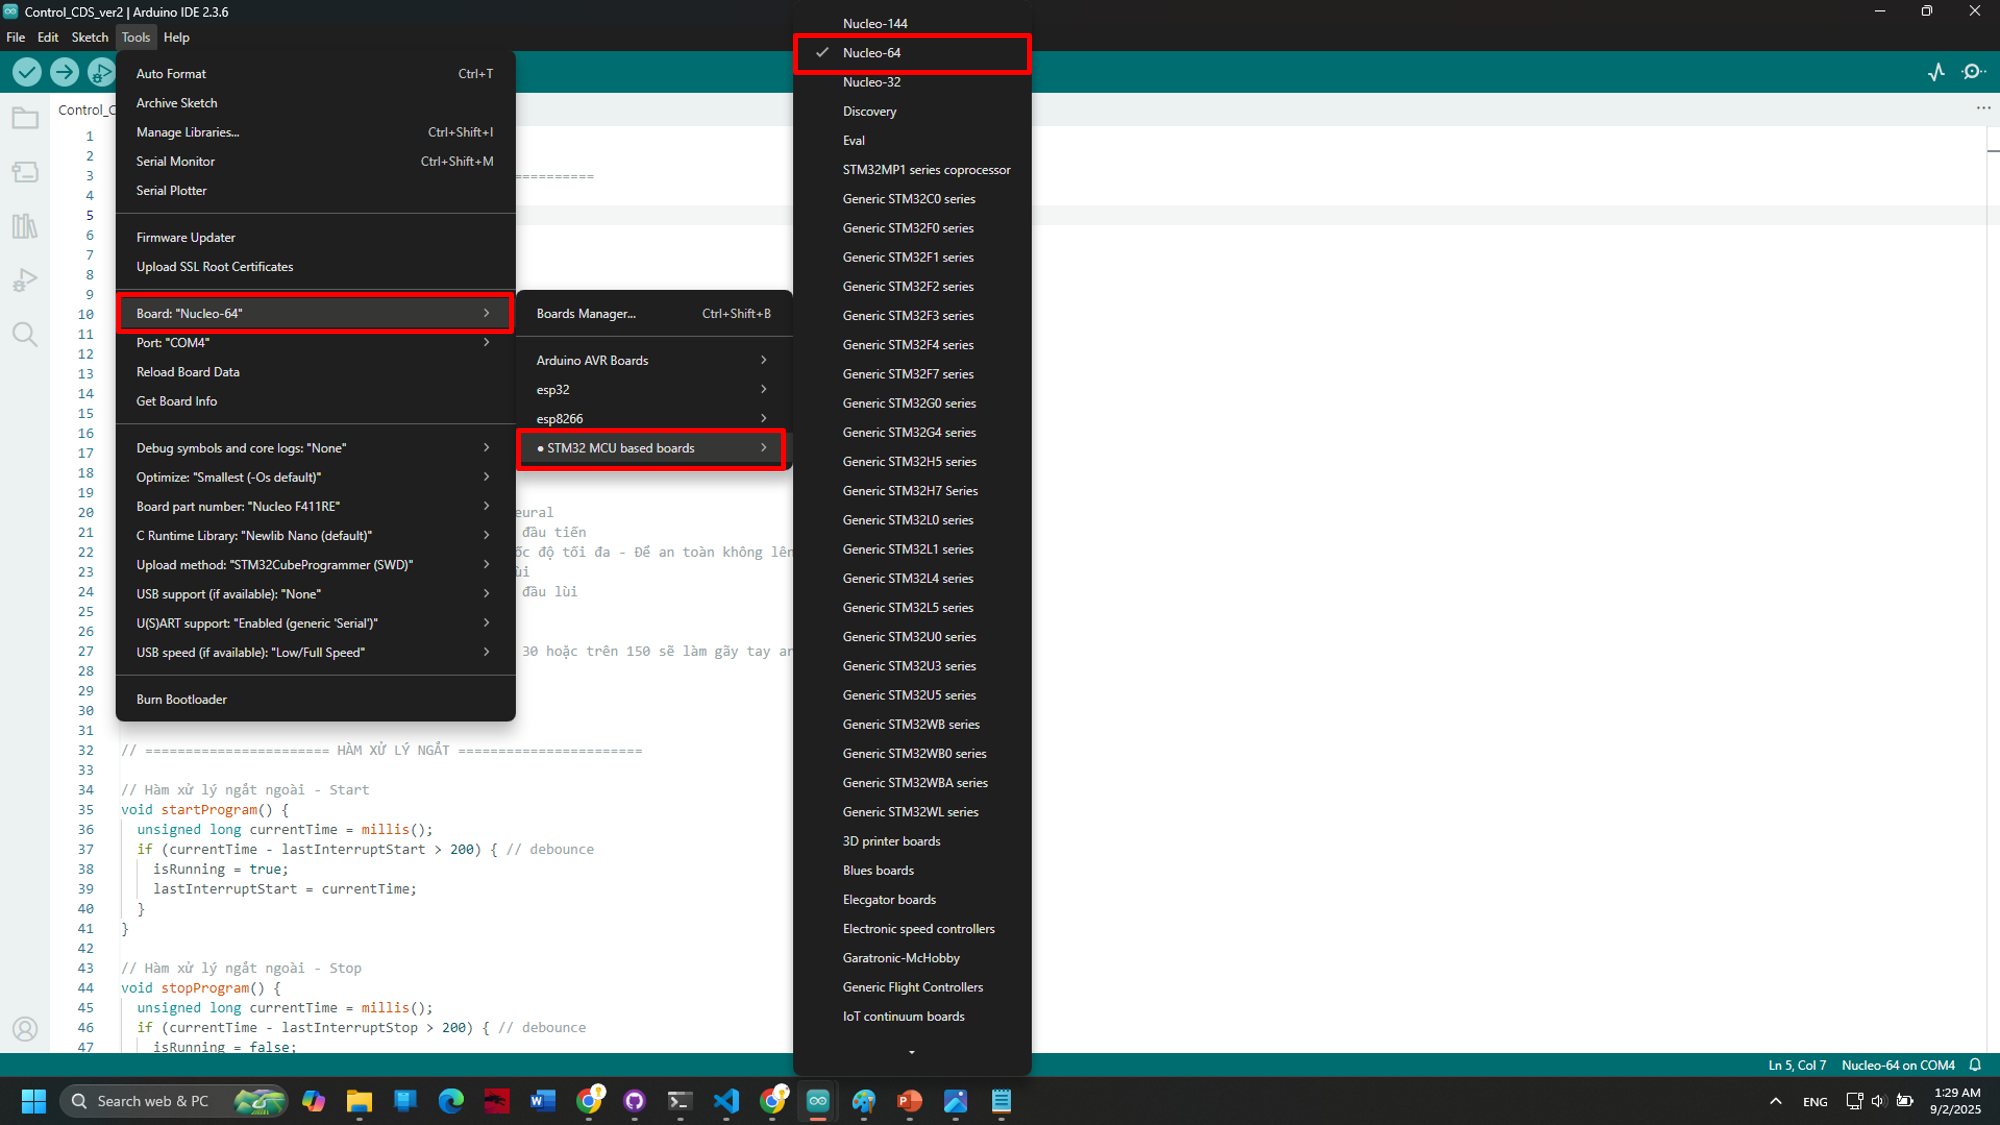 Control_CDS_ver2 | Arduino IDE 2.3.6
File Edit Sketch Tools Help
Control_C
Auto Format Ctrl+T
Archive Sketch
Manage Libraries... Ctrl+Shift+I
Serial Monitor Ctrl+Shift+M
Serial Plotter
Firmware Updater
Upload SSL Root Certificates
Board: "Nucleo-64"
Port: "COM4"
Reload Board Data
Get Board Info
Debug symbols and core logs: "None"
Optimize: "Smallest (-Os default)"
Board part number: "Nucleo F411RE"
C Runtime Library: "Newlib Nano (default)"
Upload method: "STM32CubeProgrammer (SWD)"
USB support (if available): "None"
U(S)ART support: "Enabled (generic 'Serial')"
USB speed (if available): "Low/Full Speed"
Burn Bootloader
Boards Manager... Ctrl+Shift+B
Arduino AVR Boards
esp32
esp8266
● STM32 MCU based boards
Nucleo-144
✓ Nucleo-64
Nucleo-32
Discovery
Eval
STM32MP1 series coprocessor
Generic STM32C0 series
Generic STM32F0 series
Generic STM32F1 series
Generic STM32F2 series
Generic STM32F3 series
Generic STM32F4 series
Generic STM32F7 series
Generic STM32G0 series
Generic STM32G4 series
Generic STM32H5 series
Generic STM32H7 Series
Generic STM32L0 series
Generic STM32L1 series
Generic STM32L4 series
Generic STM32L5 series
Generic STM32U0 series
Generic STM32U3 series
Generic STM32U5 series
Generic STM32WB series
Generic STM32WB0 series
Generic STM32WBA series
Generic STM32WL series
3D printer boards
Blues boards
Elecgator boards
Electronic speed controllers
Garatronic-McHobby
Generic Flight Controllers
IoT continuum boards
1
2
3 ==========
4
5
6
7
8
9
10
11
12
13
14
15
16
17
18
19
20 eural
21 đầu tiến
22 ốc độ tối đa - Để an toàn không lên
23 ùi
24 đầu lùi
25
26
27 30 hoặc trên 150 sẽ làm gãy tay an
28
29
30
31
32 // ======================= HÀM XỬ LÝ NGẮT =======================
33
34 // Hàm xử lý ngắt ngoài - Start
35 void startProgram() {
36 unsigned long currentTime = millis();
37 if (currentTime - lastInterruptStart > 200) { // debounce
38 isRunning = true;
39 lastInterruptStart = currentTime;
40 }
41 }
42
43 // Hàm xử lý ngắt ngoài - Stop
44 void stopProgram() {
45 unsigned long currentTime = millis();
46 if (currentTime - lastInterruptStop > 200) { // debounce
47 isRunning = false;
Ln 5, Col 7 Nucleo-64 on COM4
Search web & PC
ENG
1:29 AM
9/2/2025